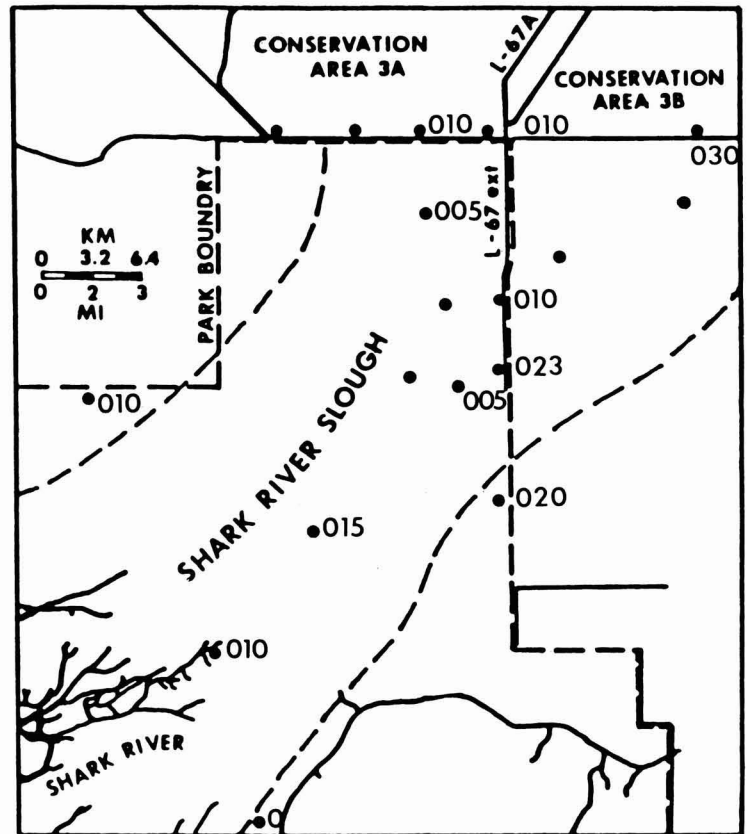 CONSERVATION
AREA 3A
L-67A
CONSERVATION
AREA 3B
010
010
030
PARK BOUNDRY
L-67 ext
005
KM
0 3.2 6.4
0 2 3
MI
010
023
005
010
SHARK RIVER SLOUGH
020
015
010
SHARK RIVER
0